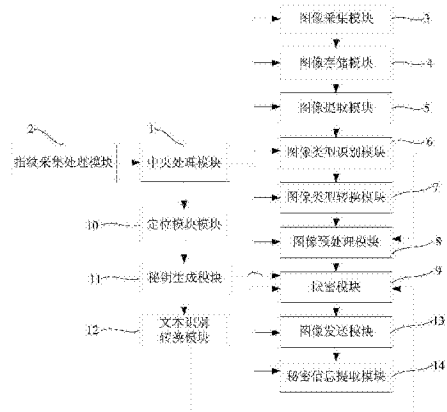 图像采集模块
3
图像存储模块
4
图像提取模块
5
2
指纹采集处理模块
1
中央处理模块
图像类型识别模块
6
图像类型转换模块
7
10
定位模块模块
图像预处理模块
8
11
秘钥生成模块
加密模块
9
12
文本识别
转换模块
图像发送模块
13
秘密信息提取模块
14